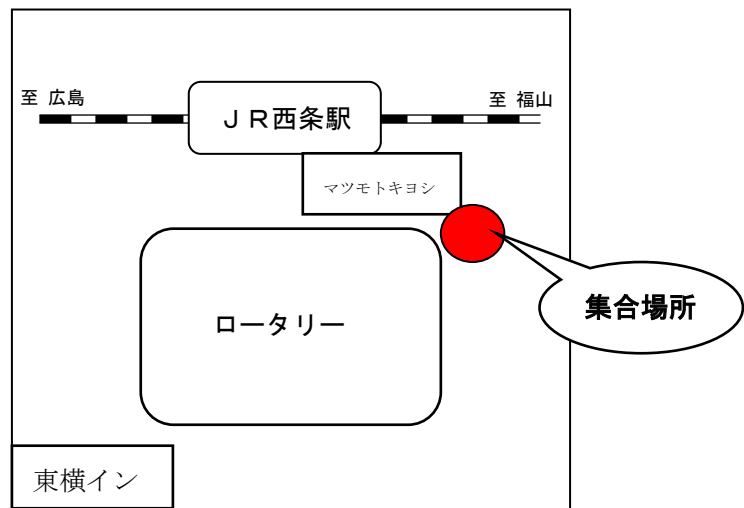 至 広島
ＪＲ西条駅
至 福山
マツモトキヨシ
集合場所
ロータリー
東横イン